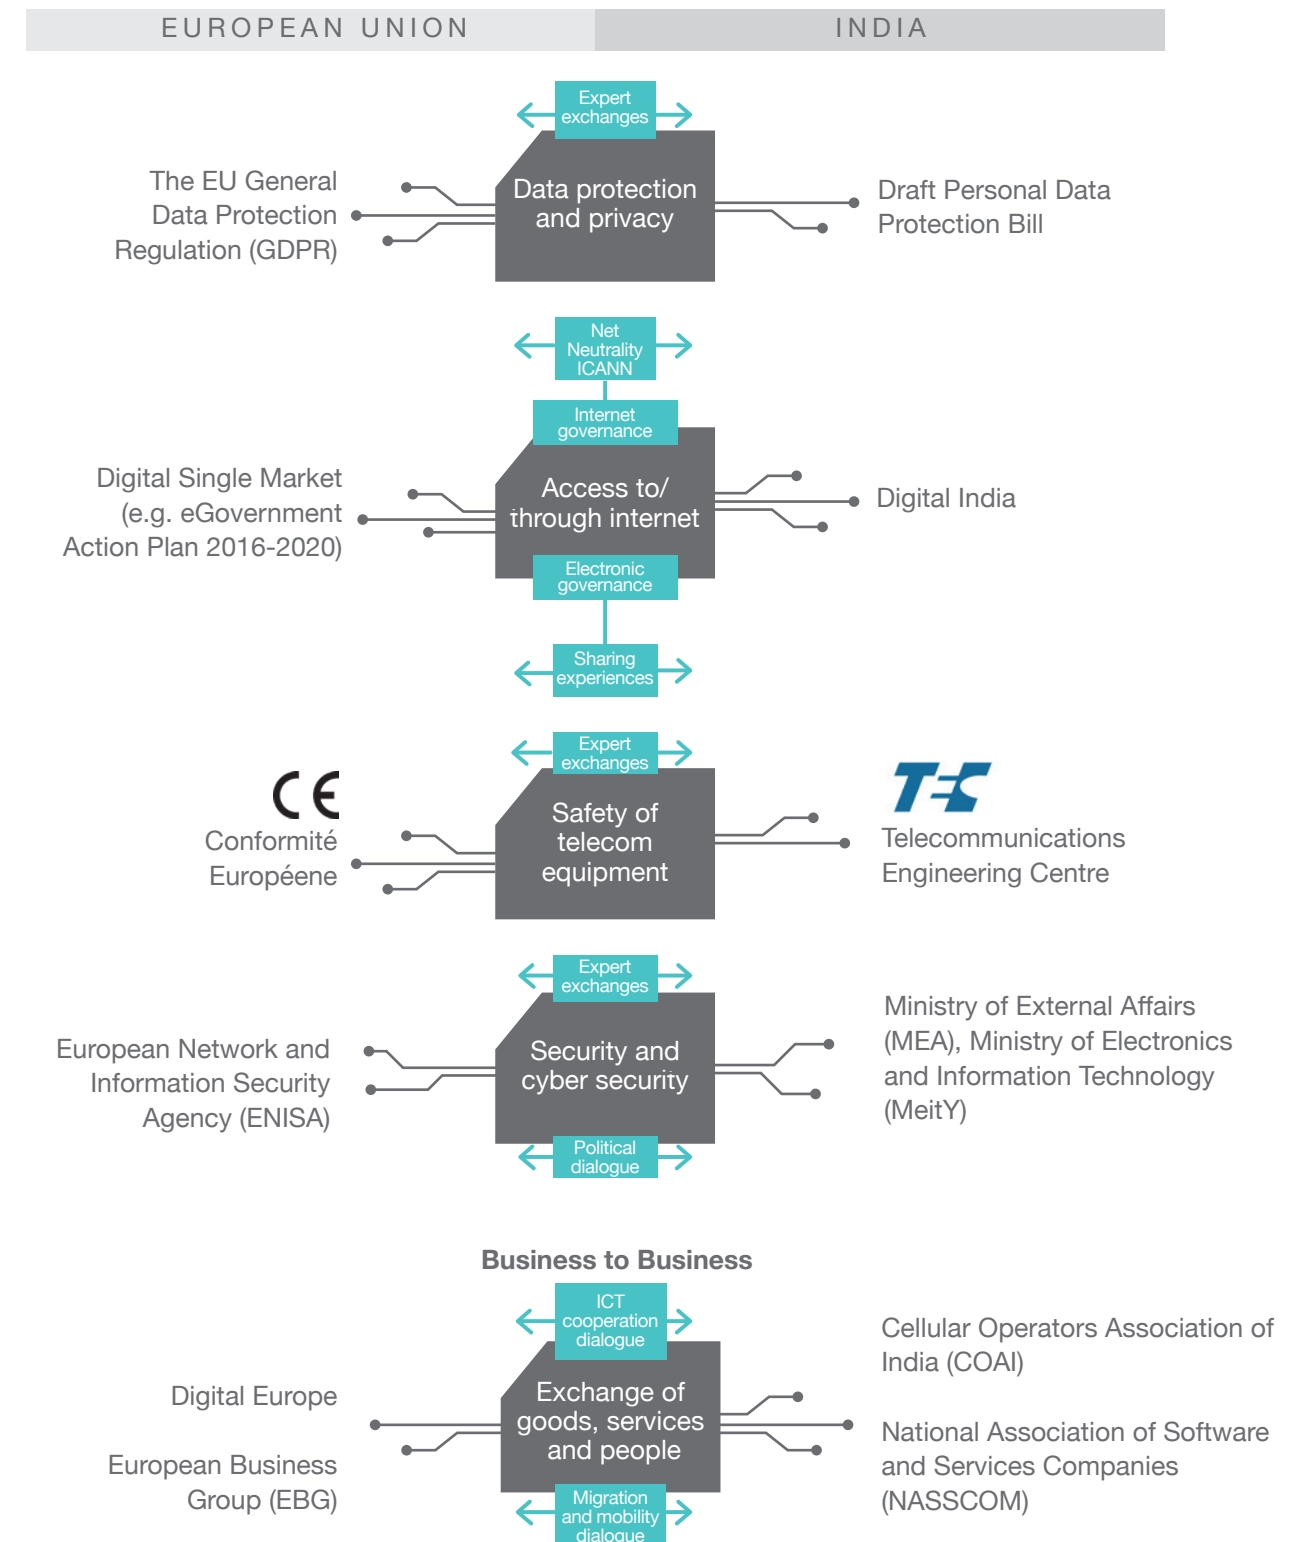 EUROPEAN UNION
INDIA
Expert
exchanges
The EU General
Data Protection
Regulation (GDPR)
Data protection
and privacy
Draft Personal Data
Protection Bill
Net
Neutrality
ICANN
Internet
governance
Digital Single Market
(e.g. eGovernment
Action Plan 2016-2020)
Access to/
through internet
Digital India
Electronic
governance
Sharing
experiences
Expert
exchanges
CE
Conformité
Européene
Safety of
telecom
equipment
TEC
Telecommunications
Engineering Centre
Expert
exchanges
European Network and
Information Security
Agency (ENISA)
Security and
cyber security
Ministry of External Affairs
(MEA), Ministry of Electronics
and Information Technology
(MeitY)
Political
dialogue
Business to Business
ICT
cooperation
dialogue
Digital Europe
European Business
Group (EBG)
Exchange of
goods, services
and people
Cellular Operators Association of
India (COAI)
National Association of Software
and Services Companies
(NASSCOM)
Migration
and mobility
dialogue